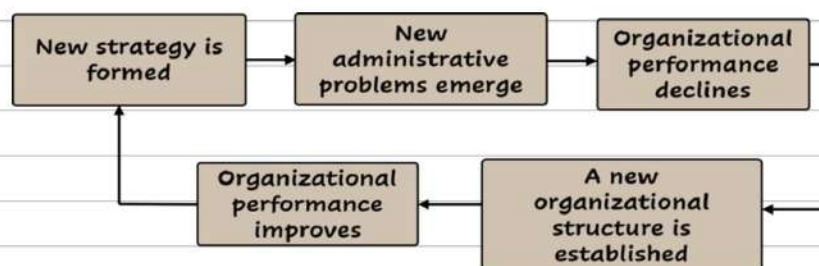 New strategy is
formed
New
administrative
problems emerge
Organizational
performance
declines
A new
organizational
structure is
established
Organizational
performance
improves